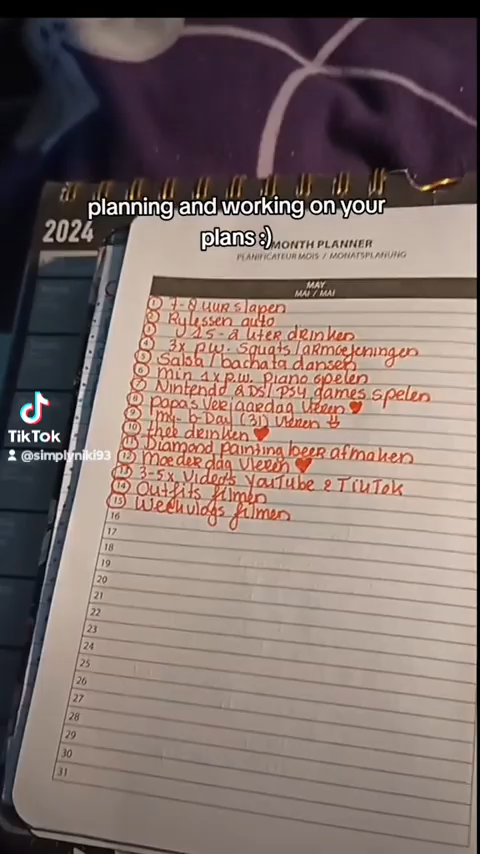 planning and working on your
plans :)
2024
MONTH PLANNER
PLANIFICATEUR MOIS / MONATSPLANUNG
MAY
MAI / MAI
1 7-8 uur slapen
2 Rylessen auto
3 1,5-2 liter drinken
4 3x p.w. squats / armoefeningen
5 Salsa / bachata dansen
6 min 1x p.w. piano spelen
7 Nintendo 2DS/PS4 games spelen
8 papa's verjaardag vieren ❤
9 my B-Day (31) vieren
10 thee drinken ❤
11 Diamond painting beer afmaken
12 Moederdag vieren ❤
13 3-5x video's YouTube & TikTok
14 Outfits filmen
15 Weekvlogs filmen
16
17
18
19
20
21
22
23
24
25
26
27
28
29
30
31
TikTok
@simplyniki93